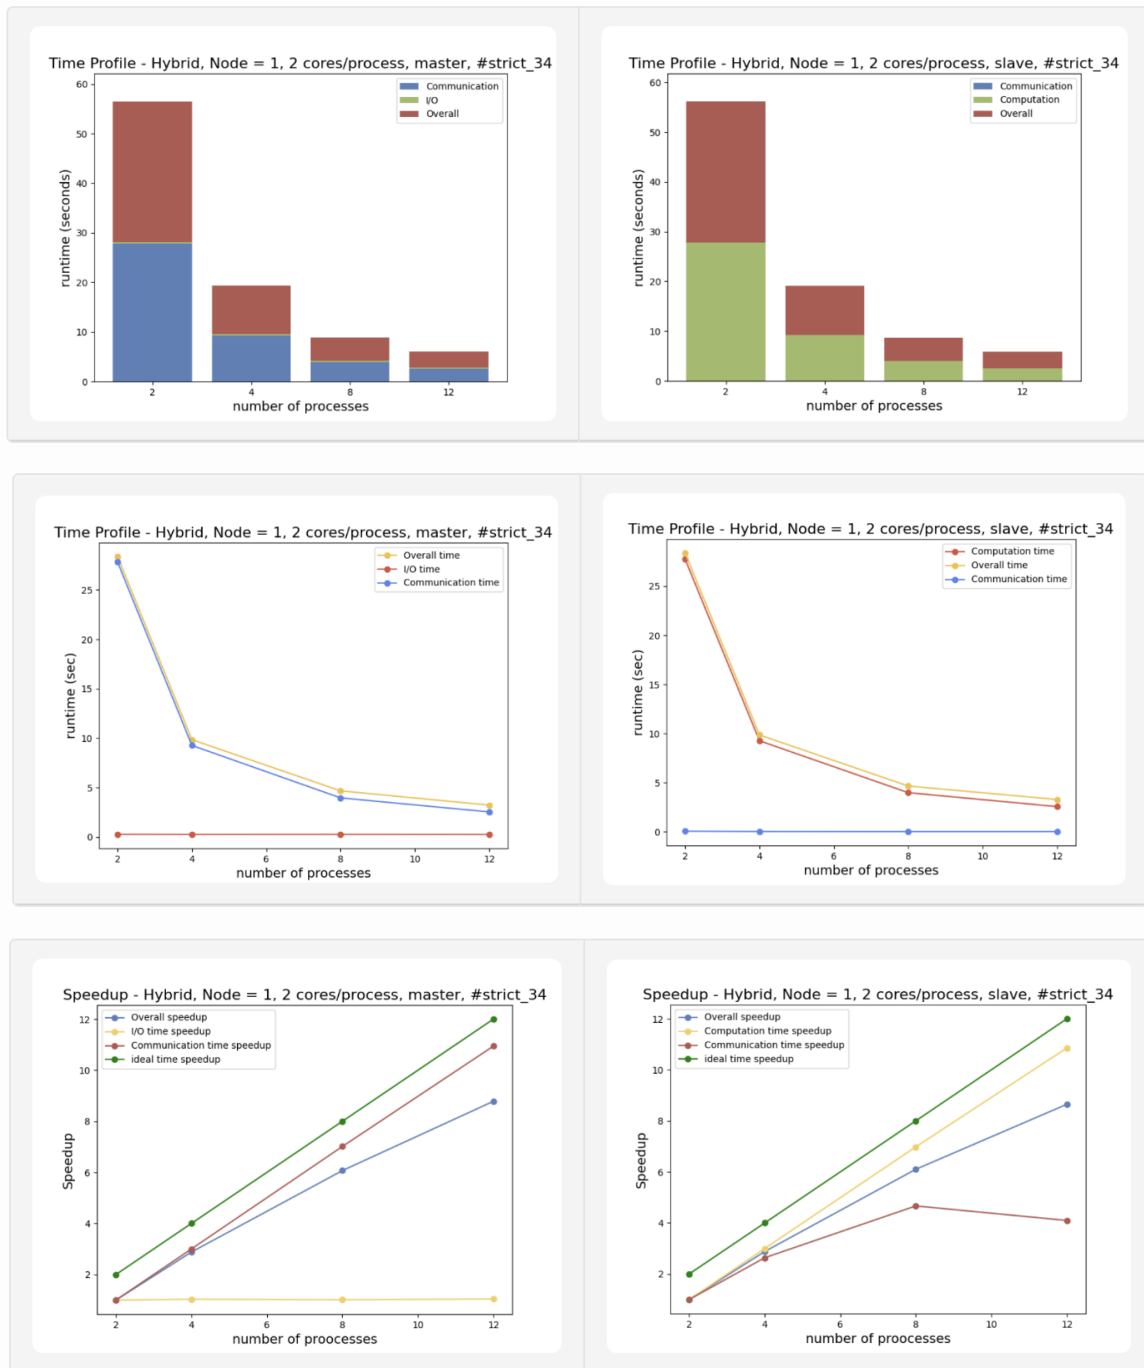 Time Profile - Hybrid, Node = 1, 2 cores/process, master, #strict_34
Communication
I/O
Overall
60
50
40
30
20
10
0
runtime (seconds)
2 4 8 12
number of processes
Time Profile - Hybrid, Node = 1, 2 cores/process, slave, #strict_34
Communication
Computation
Overall
60
50
40
30
20
10
0
runtime (seconds)
2 4 8 12
number of processes
Time Profile - Hybrid, Node = 1, 2 cores/process, master, #strict_34
Overall time
I/O time
Communication time
25
20
15
10
5
0
runtime (sec)
2 4 6 8 10 12
number of processes
Time Profile - Hybrid, Node = 1, 2 cores/process, slave, #strict_34
Computation time
Overall time
Communication time
25
20
15
10
5
0
runtime (sec)
2 4 6 8 10 12
number of processes
Speedup - Hybrid, Node = 1, 2 cores/process, master, #strict_34
Overall speedup
I/O time speedup
Communication time speedup
ideal time speedup
12
10
8
6
4
2
Speedup
2 4 6 8 10 12
number of proocesses
Speedup - Hybrid, Node = 1, 2 cores/process, slave, #strict_34
Overall speedup
Computation time speedup
Communication time speedup
ideal time speedup
12
10
8
6
4
2
Speedup
2 4 6 8 10 12
number of proocesses